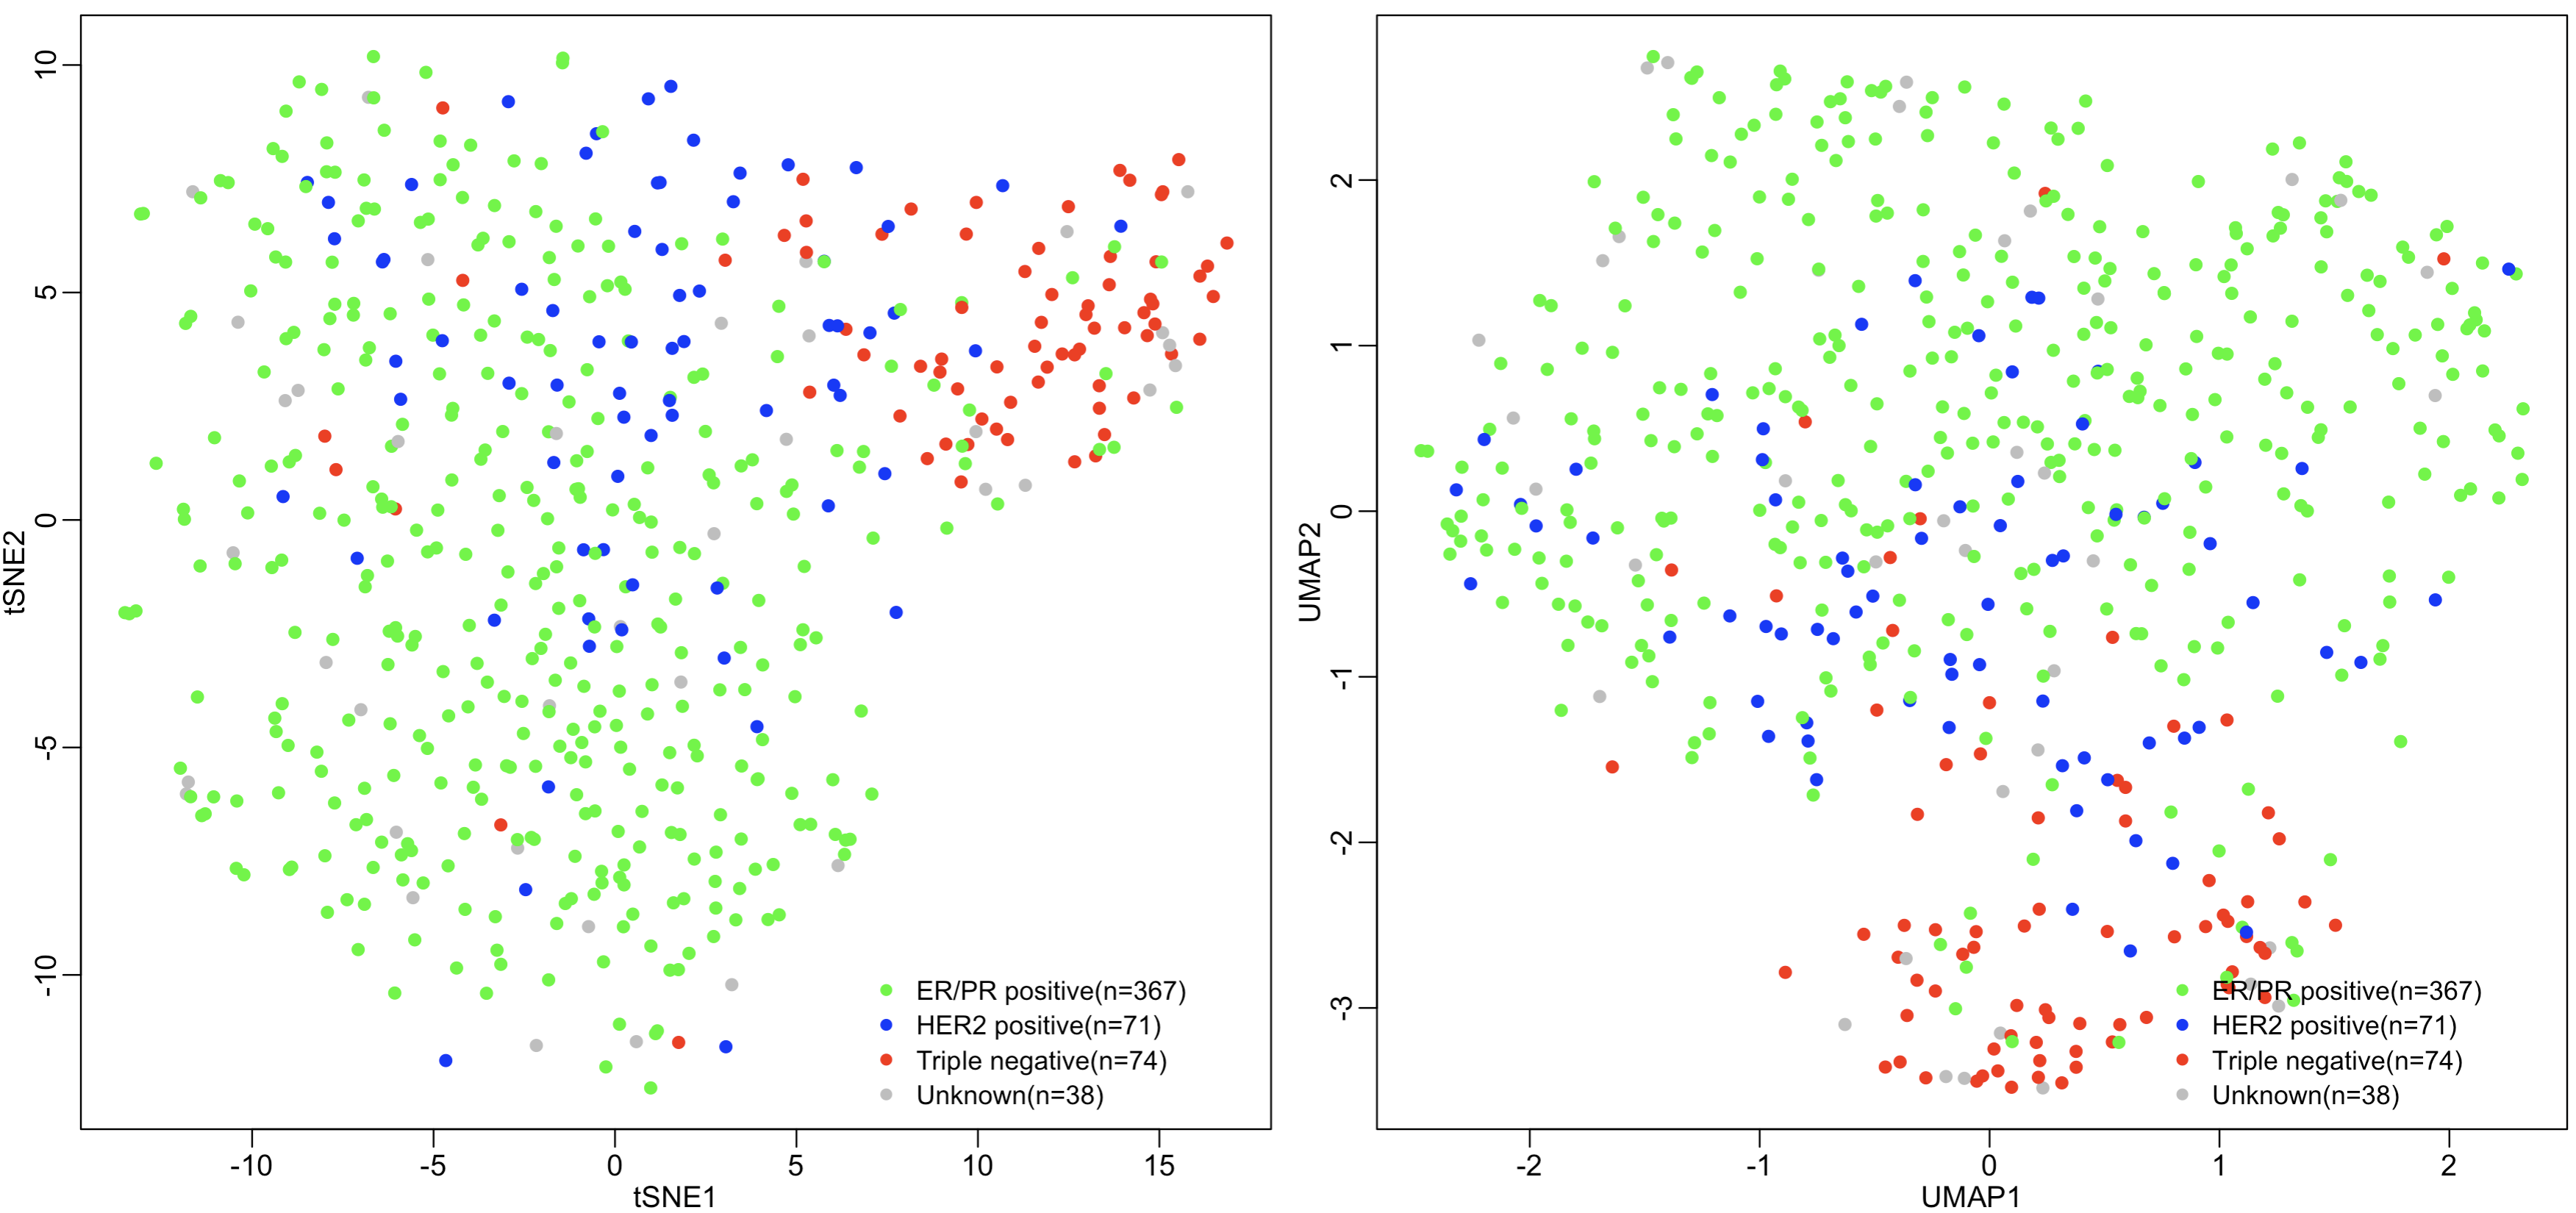 tSNE2
10
5
0
-5
-10
-10
-5
0
5
10
15
tSNE1
ER/PR positive(n=367)
HER2 positive(n=71)
Triple negative(n=74)
Unknown(n=38)
UMAP2
2
1
0
-1
-2
-3
-2
-1
0
1
2
UMAP1
ER/PR positive(n=367)
HER2 positive(n=71)
Triple negative(n=74)
Unknown(n=38)